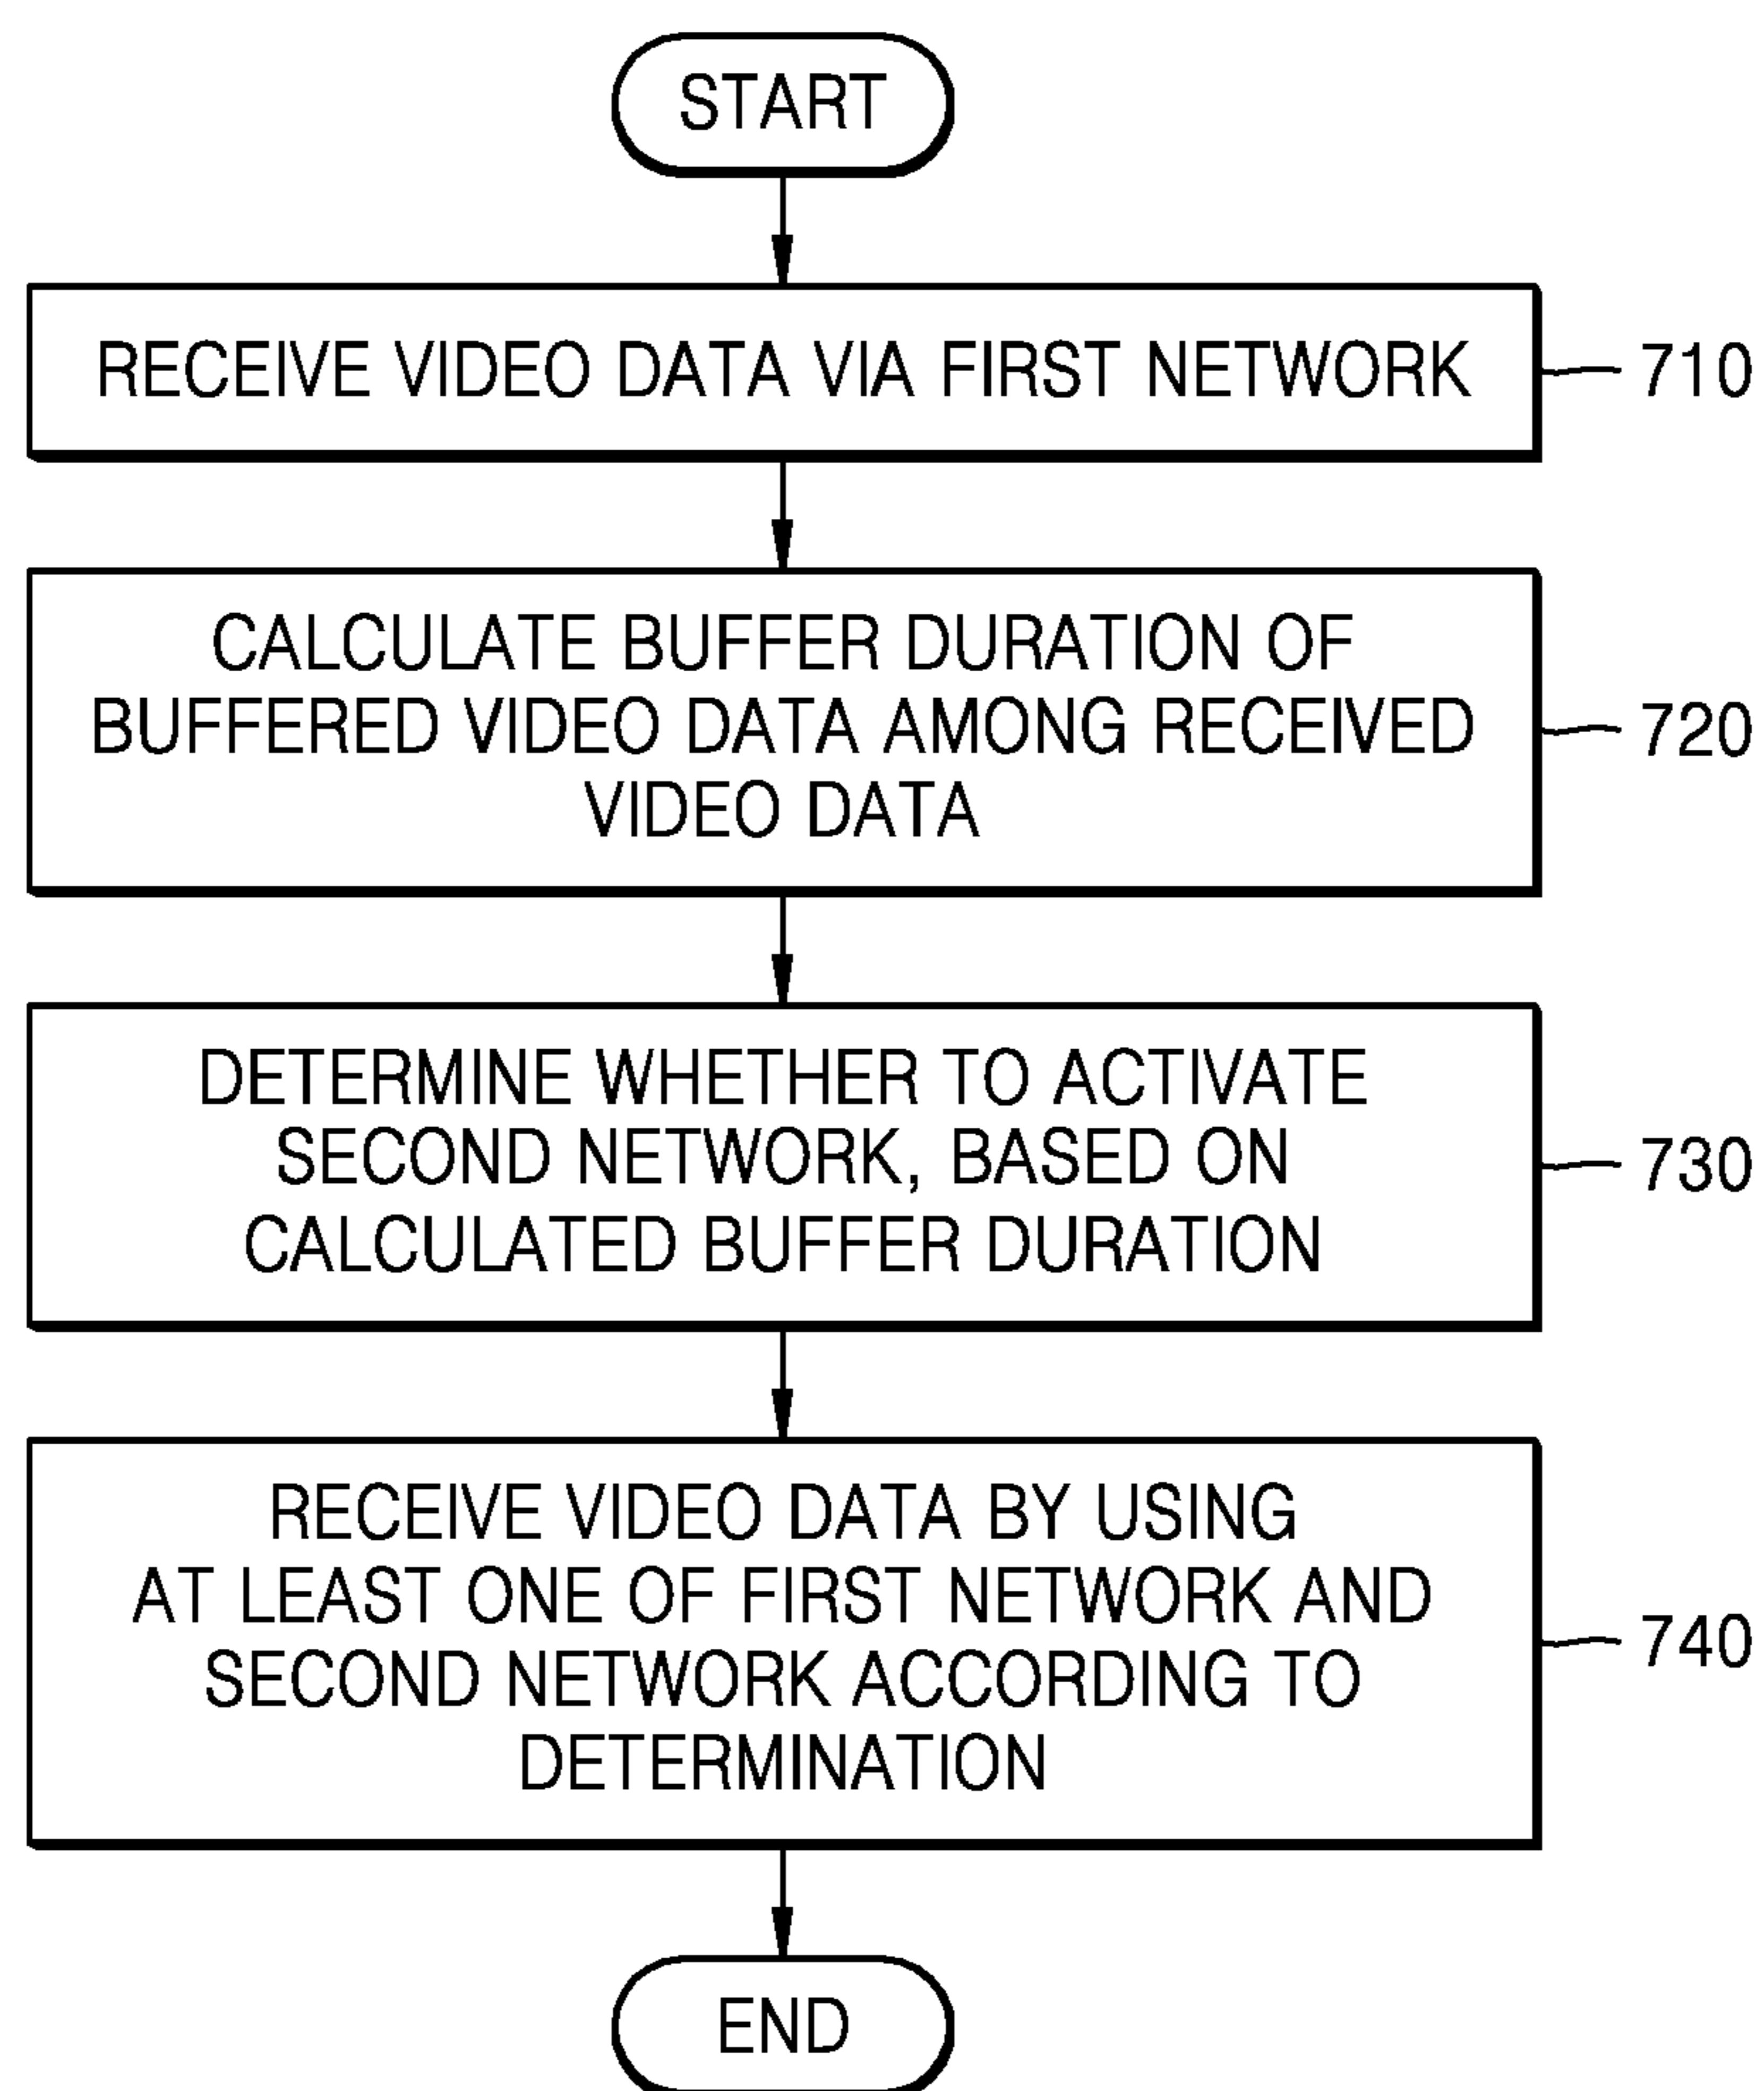 START
RECEIVE VIDEO DATA VIA FIRST NETWORK
710
CALCULATE BUFFER DURATION OF
BUFFERED VIDEO DATA AMONG RECEIVED
VIDEO DATA
720
DETERMINE WHETHER TO ACTIVATE
SECOND NETWORK, BASED ON
CALCULATED BUFFER DURATION
730
RECEIVE VIDEO DATA BY USING
AT LEAST ONE OF FIRST NETWORK AND
SECOND NETWORK ACCORDING TO
DETERMINATION
740
END